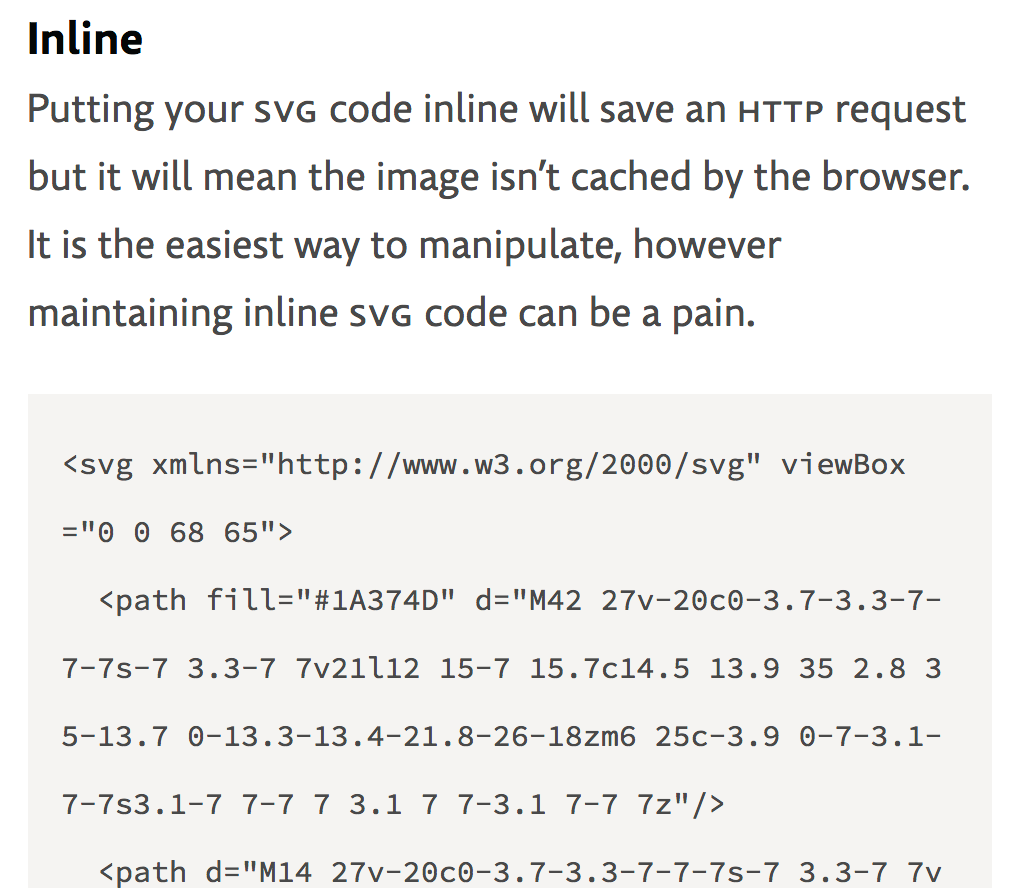 Inline
Putting your SVG code inline will save an HTTP request
but it will mean the image isn’t cached by the browser.
It is the easiest way to manipulate, however
maintaining inline SVG code can be a pain.
<svg xmlns="http://www.w3.org/2000/svg" viewBox
="0 0 68 65">
  <path fill="#1A374D" d="M42 27v-20c0-3.7-3.3-7-
7-7s-7 3.3-7 7v21l12 15-7 15.7c14.5 13.9 35 2.8 3
5-13.7 0-13.3-13.4-21.8-26-18zm6 25c-3.9 0-7-3.1-
7-7s3.1-7 7-7 7 3.1 7 7-3.1 7-7 7z"/>
  <path d="M14 27v-20c0-3.7-3.3-7-7-7s-7 3.3-7 7v